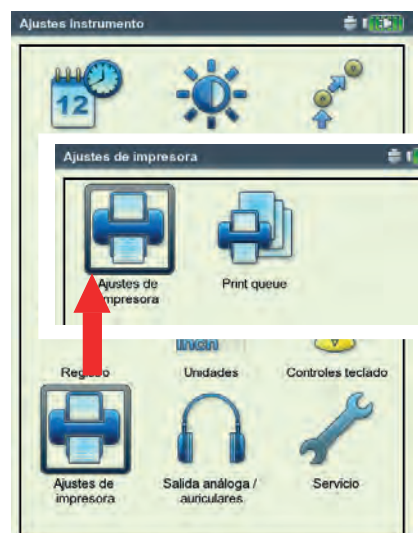 Ajustes Instrumento
12
Ajustes de impresora
Ajustes de
impresora
Print queue
Unidades
Controles teclado
Ajustes de
impresora
Salida análoga /
auriculares
Servicio